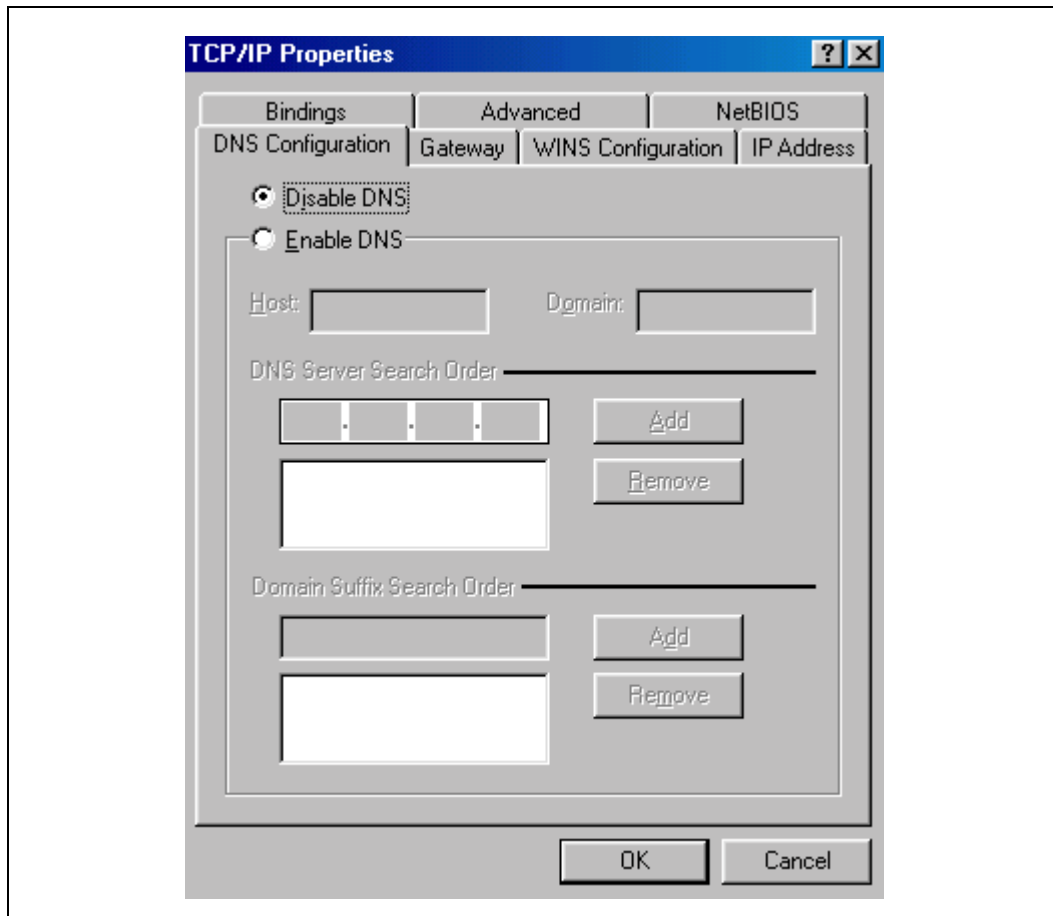 TCP/IP Properties
Bindings Advanced NetBIOS
DNS Configuration Gateway WINS Configuration IP Address
Disable DNS
Enable DNS
Host: Domain:
DNS Server Search Order
. . .
Add
Remove
Domain Suffix Search Order
Add
Remove
OK Cancel